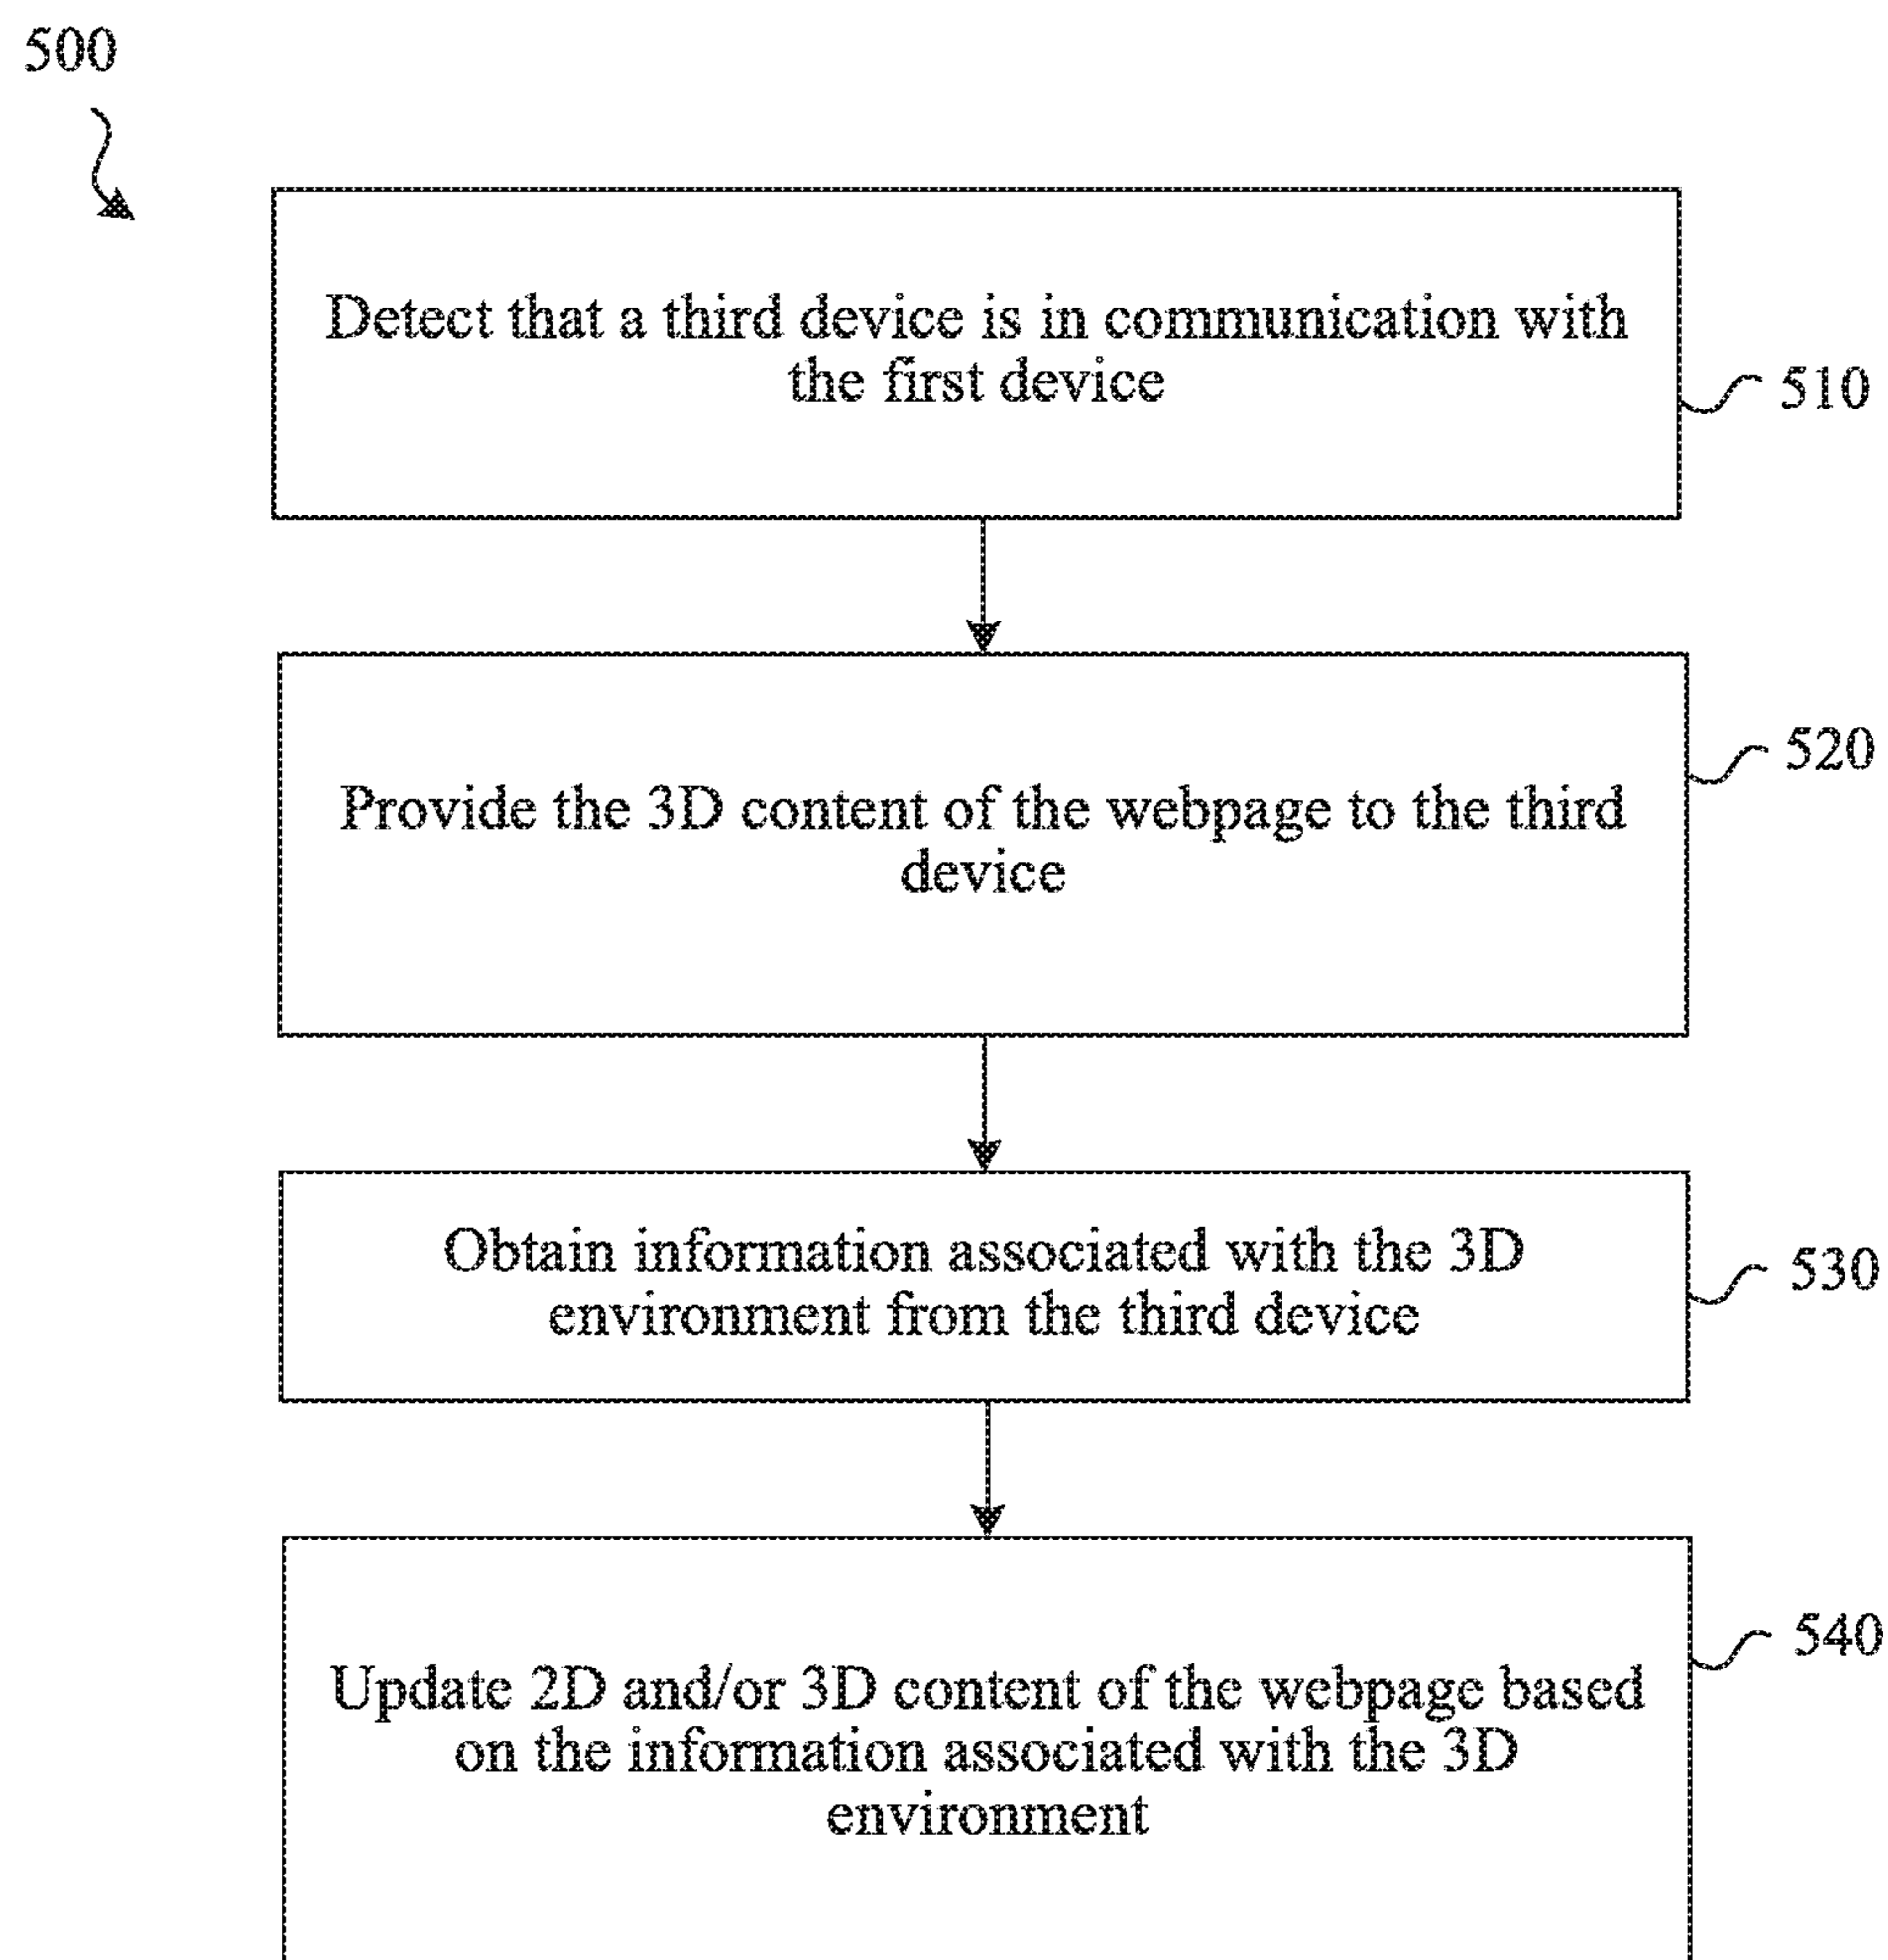 500
Detect that a third device is in communication with
the first device
510
Provide the 3D content of the webpage to the third
device
520
Obtain information associated with the 3D
environment from the third device
530
Update 2D and/or 3D content of the webpage based
on the information associated with the 3D
environment
540